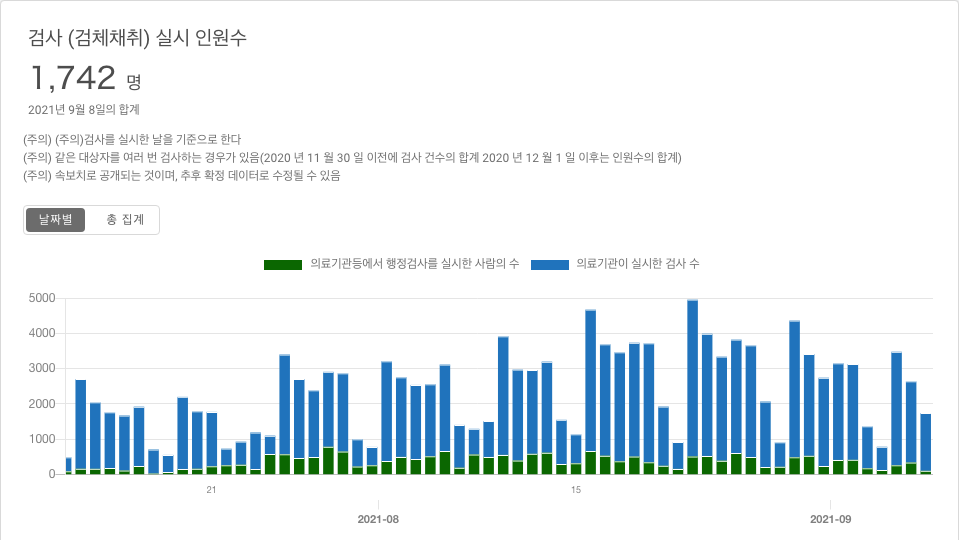 검사 (검체채취) 실시 인원수
1,742 명
2021년 9월 8일의 합계
(주의) (주의)검사를 실시한 날을 기준으로 한다
(주의) 같은 대상자를 여러 번 검사하는 경우가 있음(2020 년 11 월 30 일 이전에 검사 건수의 합계 2020 년 12 월 1 일 이후는 인원수의 합계)
(주의) 속보치로 공개되는 것이며, 추후 확정 데이터로 수정될 수 있음
날짜별 총 집계
의료기관등에서 행정검사를 실시한 사람의 수 의료기관이 실시한 검사 수
5000
4000
3000
2000
1000
0
21 15
2021-08 2021-09